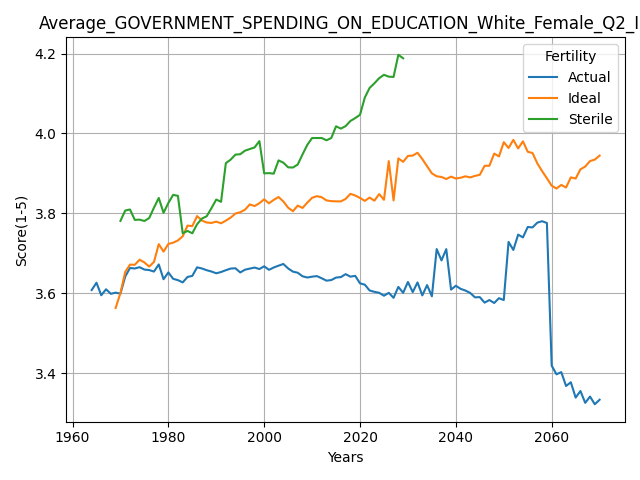 Average_GOVERNMENT_SPENDING_ON_EDUCATION_White_Female_Q2_I
Fertility
Actual
Ideal
Sterile
Score(1-5)
4.2
4.0
3.8
3.6
3.4
1960 1980 2000 2020 2040 2060
Years